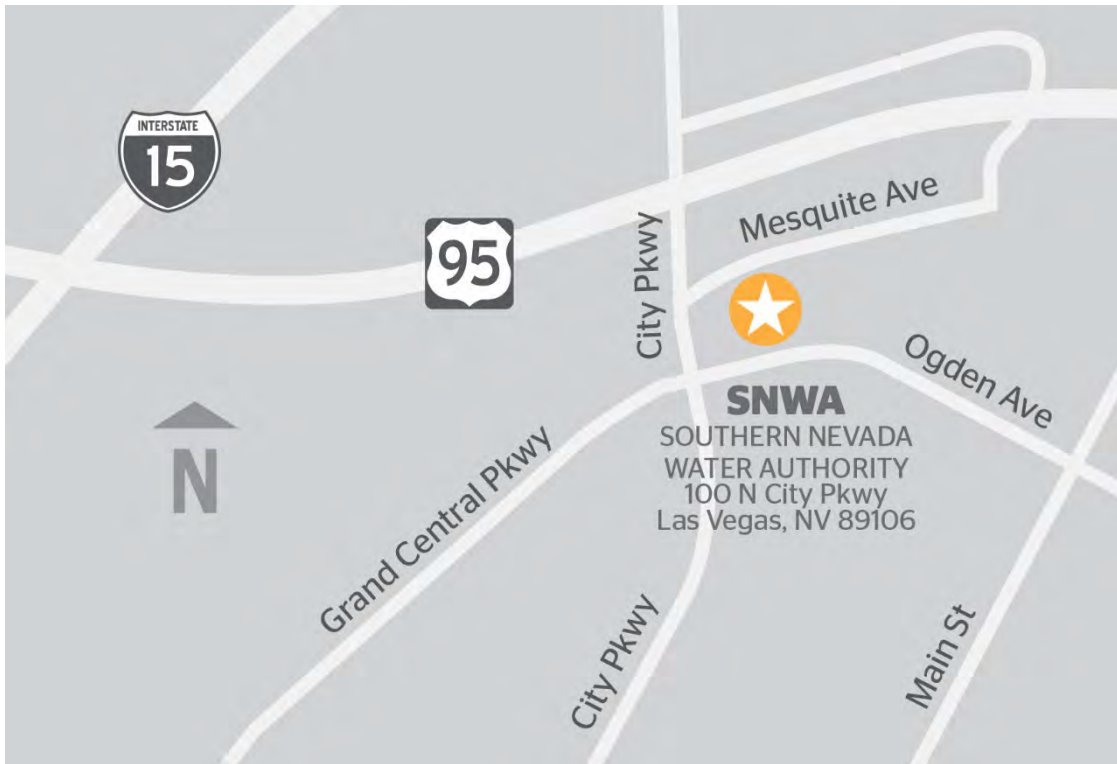 INTERSTATE
15
95
Mesquite Ave
City Pkwy
Ogden Ave
SNWA
SOUTHERN NEVADA
WATER AUTHORITY
100 N City Pkwy
Las Vegas, NV 89106
N
Grand Central Pkwy
City Pkwy
Main St